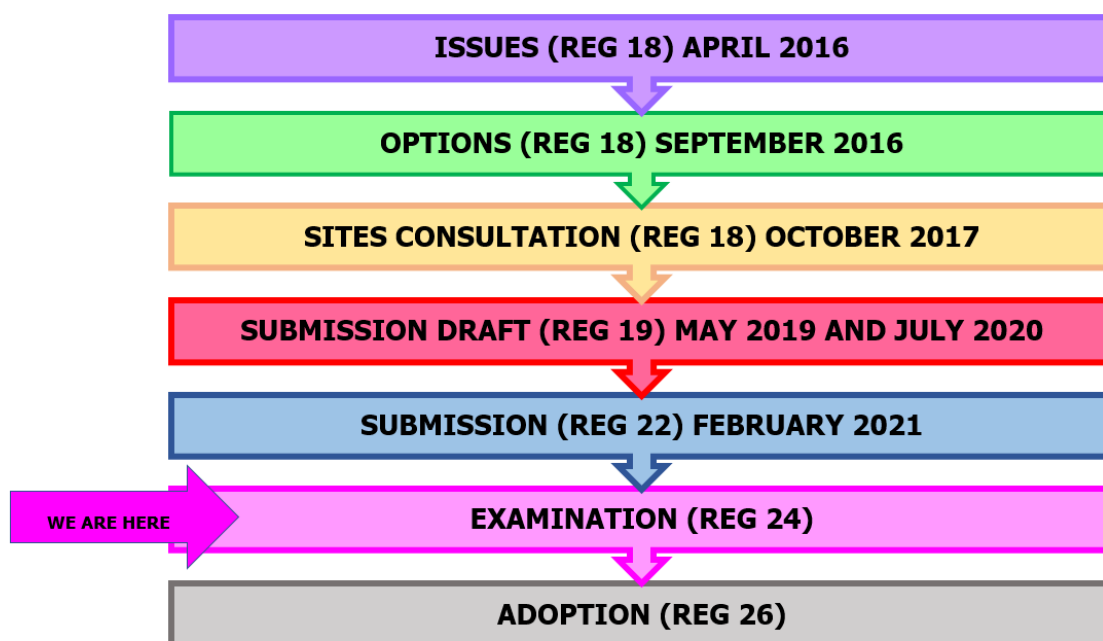 ISSUES (REG 18) APRIL 2016
OPTIONS (REG 18) SEPTEMBER 2016
SITES CONSULTATION (REG 18) OCTOBER 2017
SUBMISSION DRAFT (REG 19) MAY 2019 AND JULY 2020
SUBMISSION (REG 22) FEBRUARY 2021
WE ARE HERE
EXAMINATION (REG 24)
ADOPTION (REG 26)